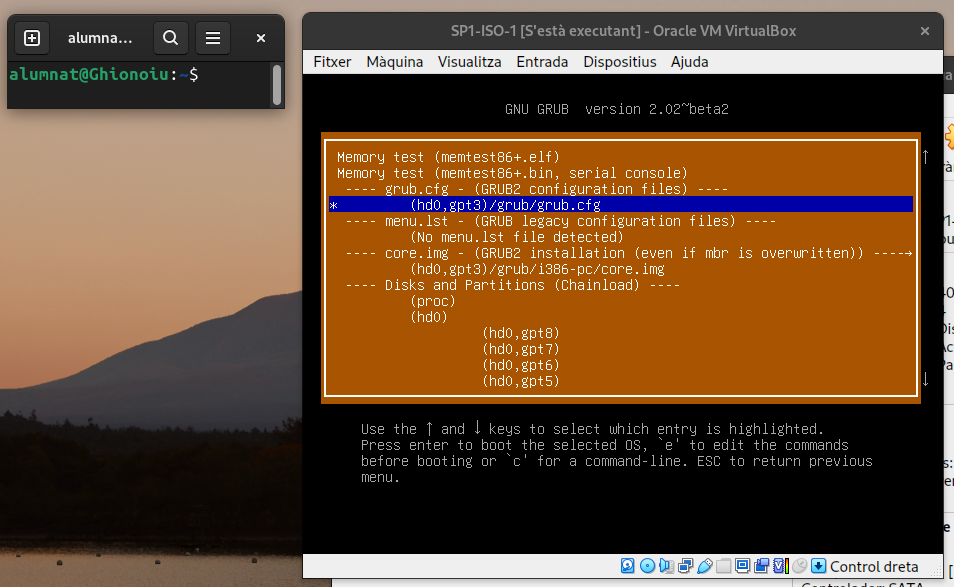 alumna...
alumnat@Ghionoiu:~$
SP1-ISO-1 [S'està executant] - Oracle VM VirtualBox
Fitxer Màquina Visualitza Entrada Dispositius Ajuda
GNU GRUB version 2.02~beta2
Memory test (memtest86+.elf)
Memory test (memtest86+.bin, serial console)
---- grub.cfg - (GRUB2 configuration files) ----
* (hd0,gpt3)/grub/grub.cfg
---- menu.lst - (GRUB legacy configuration files) ----
(No menu.lst file detected)
---- core.img - (GRUB2 installation (even if mbr is overwritten)) ----→
(hd0,gpt3)/grub/i386-pc/core.img
---- Disks and Partitions (Chainload) ----
(proc)
(hd0)
(hd0,gpt8)
(hd0,gpt7)
(hd0,gpt6)
(hd0,gpt5)
Use the ↑ and ↓ keys to select which entry is highlighted.
Press enter to boot the selected OS, `e' to edit the commands
before booting or `c' for a command-line. ESC to return previous
menu.
Control dreta